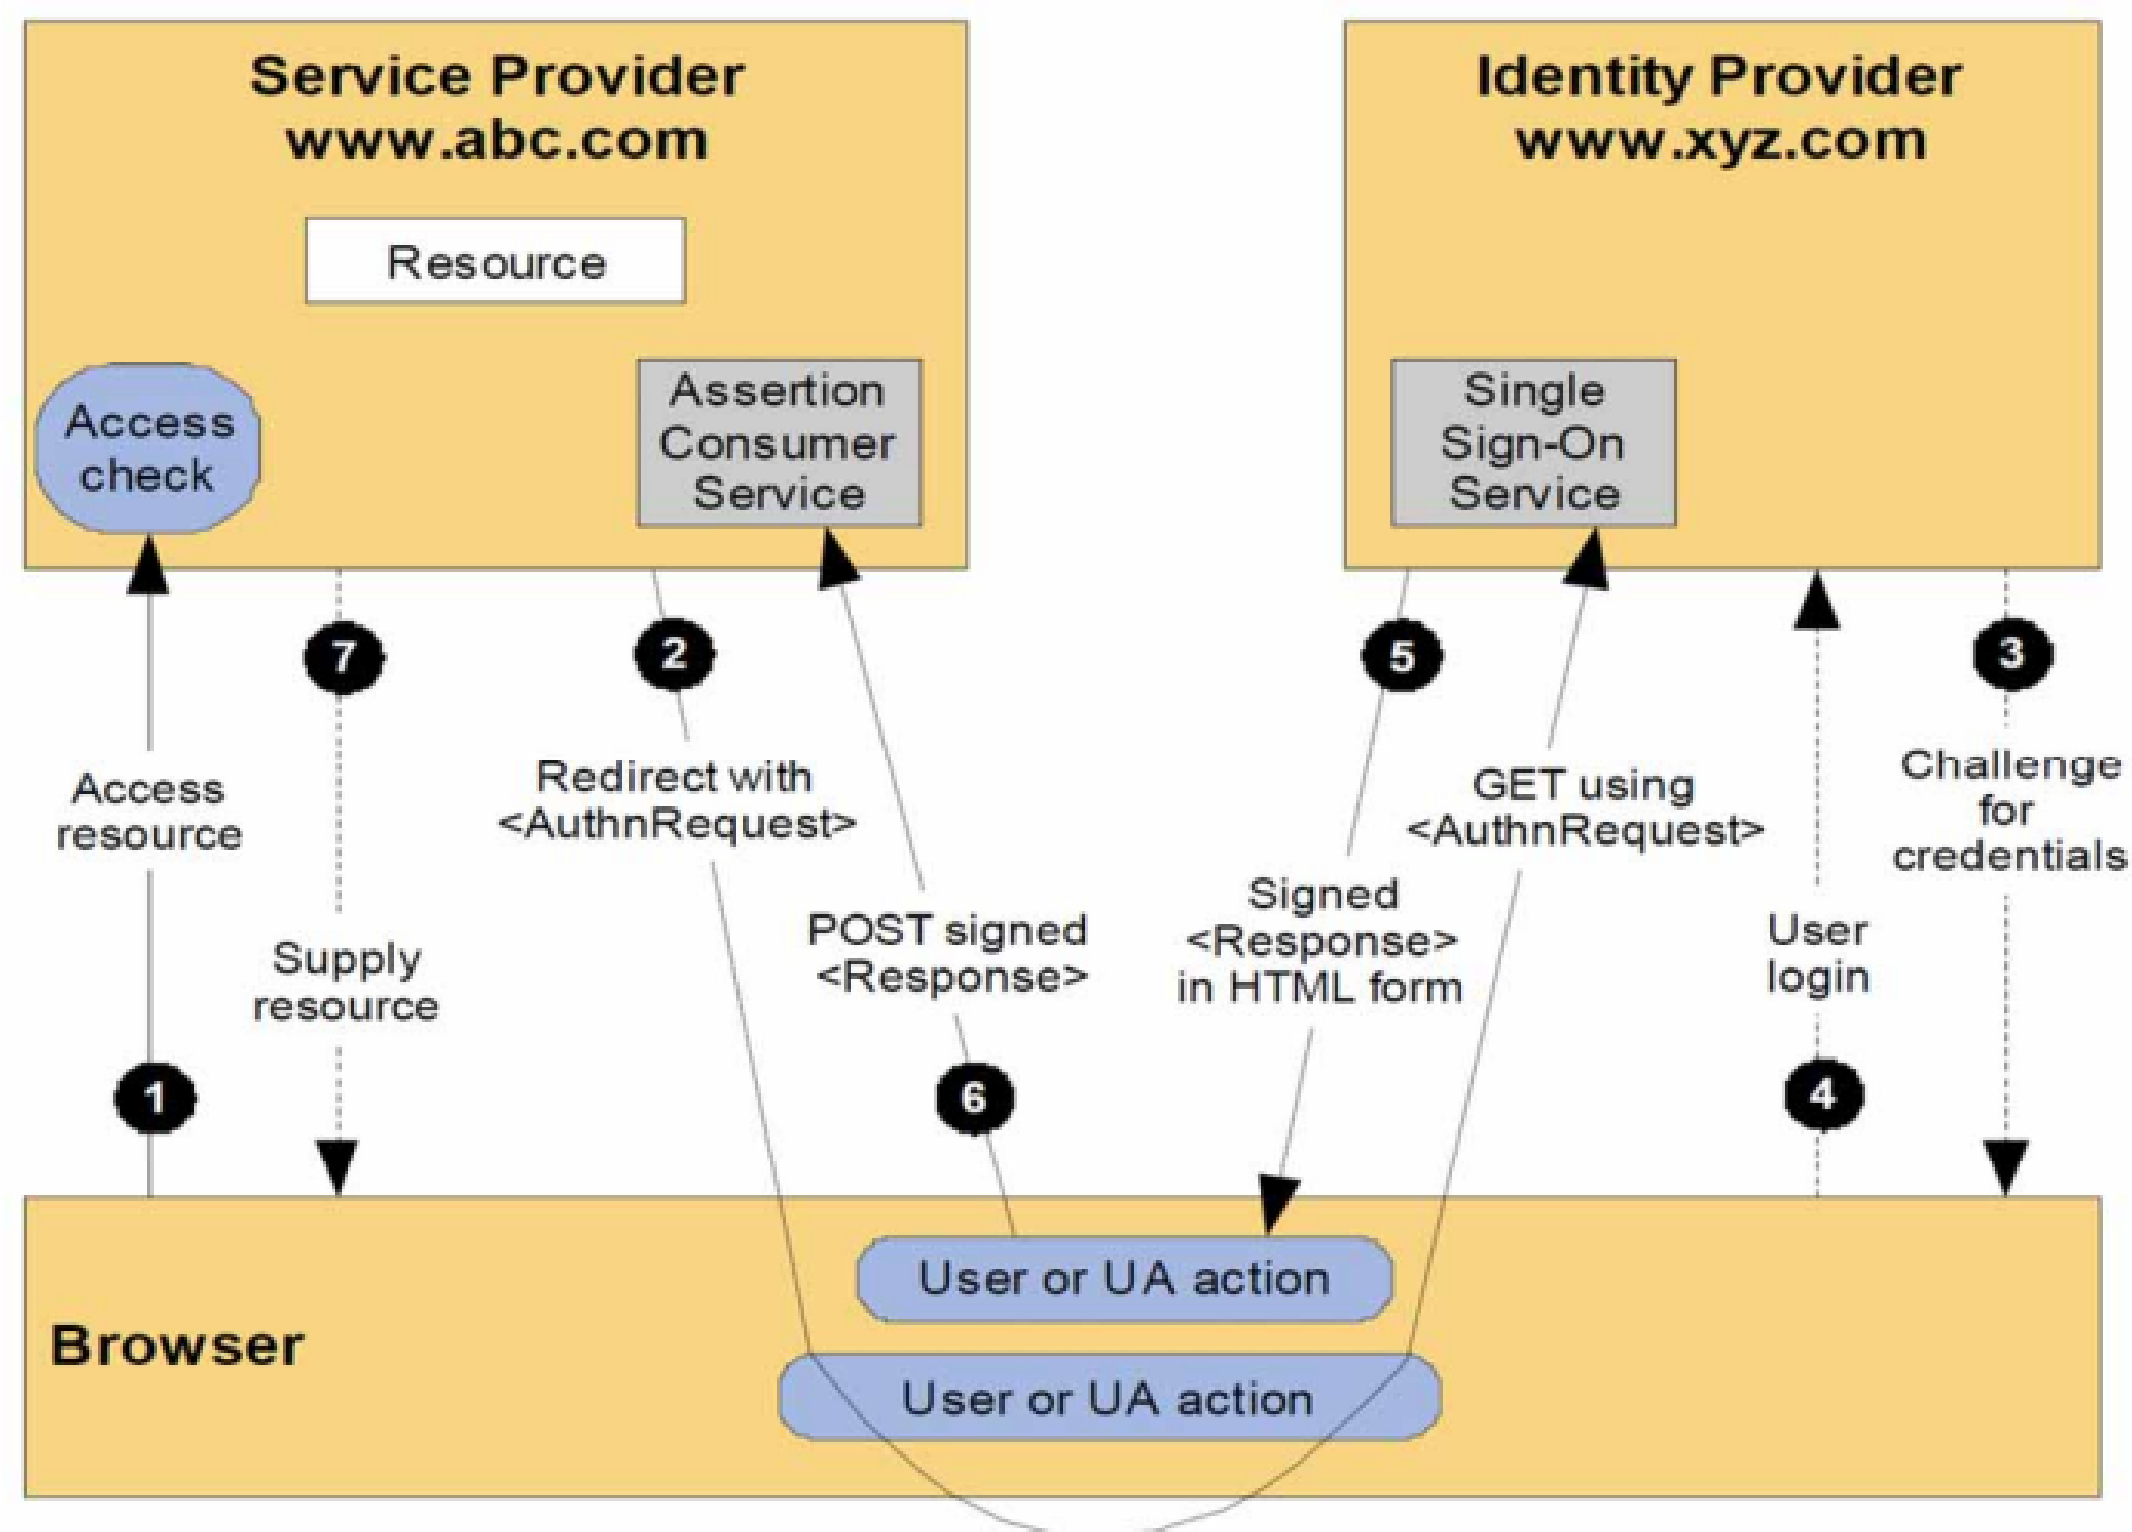 Service Provider
www.abc.com
Resource
Access
check
Assertion
Consumer
Service
Identity Provider
www.xyz.com
Single
Sign-On
Service
7
2
5
3
Access
resource
Redirect with
<AuthnRequest>
GET using
<AuthnRequest>
Challenge
for
credentials
Supply
resource
POST signed
<Response>
Signed
<Response>
in HTML form
User
login
1
6
4
User or UA action
Browser
User or UA action